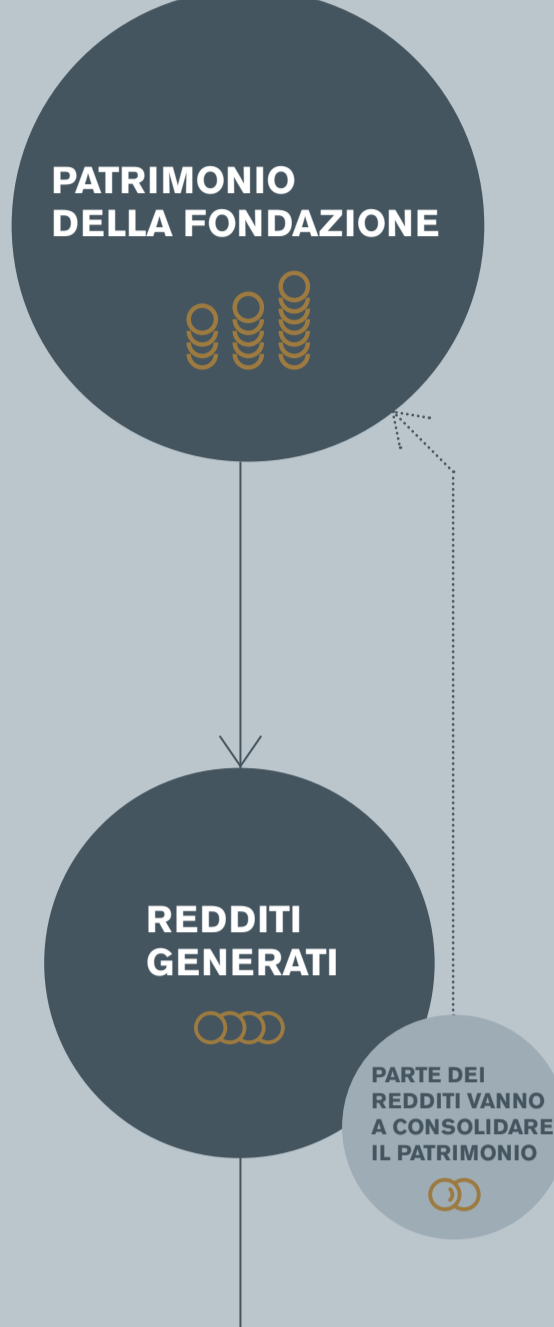 PATRIMONIO
DELLA FONDAZIONE
REDDITI
GENERATI
PARTE DEI
REDDITI VANNO
A CONSOLIDARE
IL PATRIMONIO